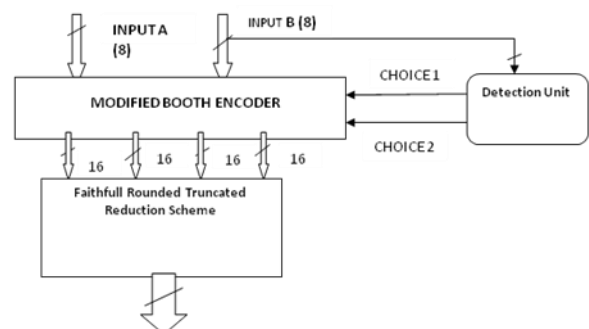 INPUT A
(8)
INPUT B (8)
CHOICE 1
MODIFIED BOOTH ENCODER
Detection Unit
CHOICE 2
16
16
16
16
Faithfull Rounded Truncated
Reduction Scheme